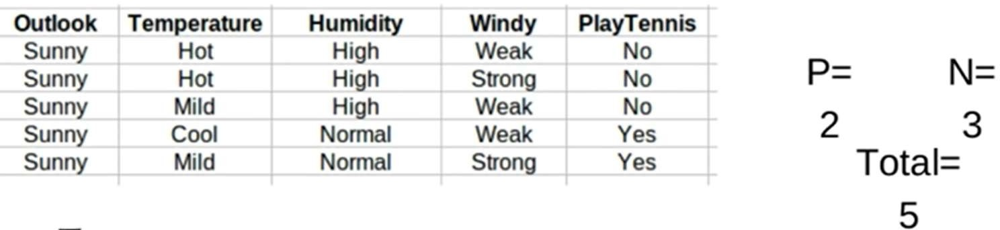 Outlook Temperature Humidity Windy PlayTennis
Sunny Hot High Weak No
Sunny Hot High Strong No
Sunny Mild High Weak No
Sunny Cool Normal Weak Yes
Sunny Mild Normal Strong Yes
P= N=
2 3
Total=
5